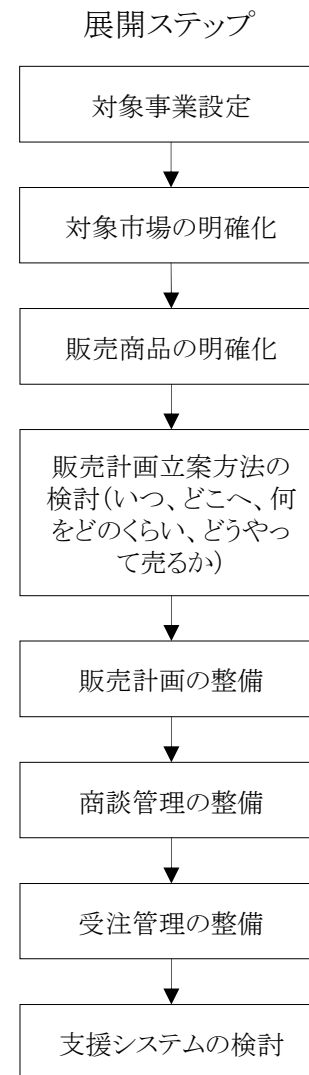 展開ステップ
対象事業設定
対象市場の明確化
販売商品の明確化
販売計画立案方法の
検討(いつ、どこへ、何
をどのくらい、どうやっ
て売るか)
販売計画の整備
商談管理の整備
受注管理の整備
支援システムの検討